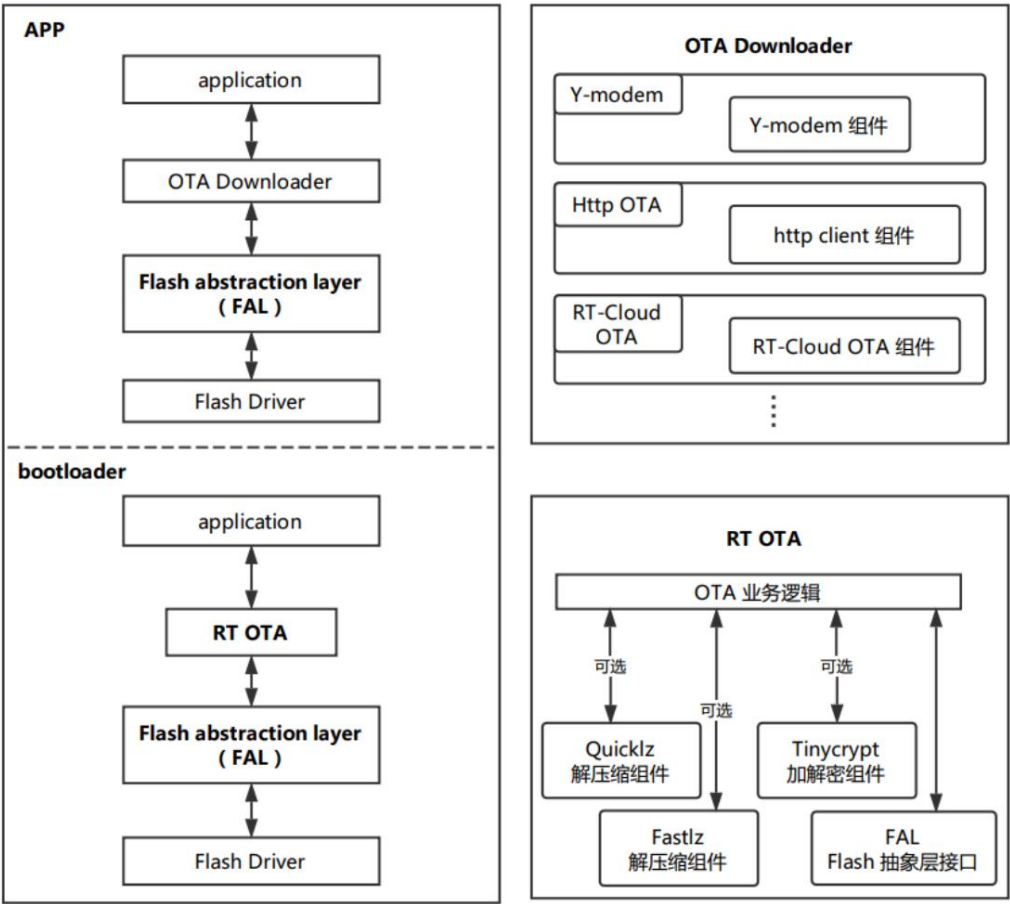 APP
application
OTA Downloader
Flash abstraction layer
( FAL )
Flash Driver
bootloader
application
RT OTA
Flash abstraction layer
( FAL )
Flash Driver
OTA Downloader
Y-modem
Y-modem 组件
Http OTA
http client 组件
RT-Cloud
OTA
RT-Cloud OTA 组件
RT OTA
OTA 业务逻辑
可选
可选
可选
Quicklz
解压缩组件
Tinycrypt
加解密组件
Fastlz
解压缩组件
FAL
Flash 抽象层接口